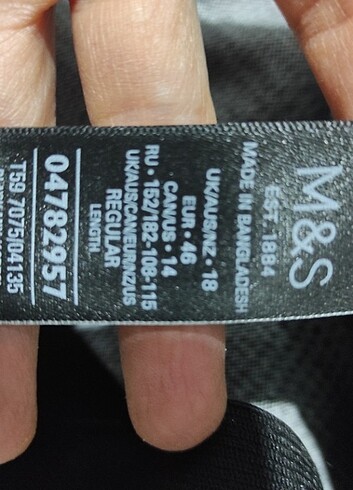 M&S
EST. 1884
MADE IN BANGLADESH
UK/AUS/NZ • 18
EUR • 46
CAN/US • 14
RU • 152/182-108-115
UK/AUS/CAN/EUR/NZ/US
REGULAR
LENGTH
04782957
T59 7075/04135